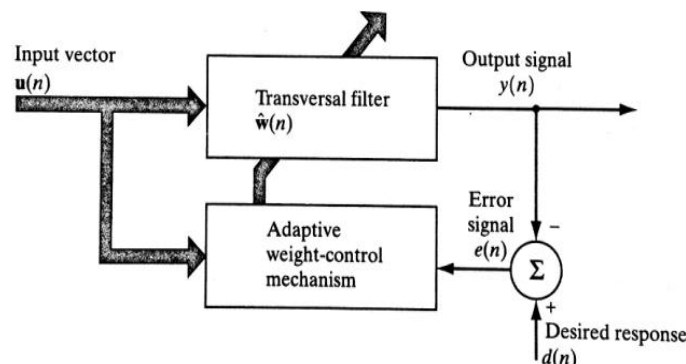 Input vector
u(n)
Transversal filter
ŵ(n)
Output signal
y(n)
Adaptive
weight-control
mechanism
Error
signal
e(n)
−
Σ
+
Desired response
d(n)